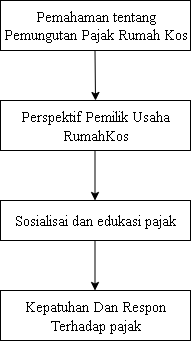 Pemahaman tentang
Pemungutan Pajak Rumah Kos
Perspektif Pemilik Usaha
RumahKos
Sosialisai dan edukasi pajak
Kepatuhan Dan Respon
Terhadap pajak